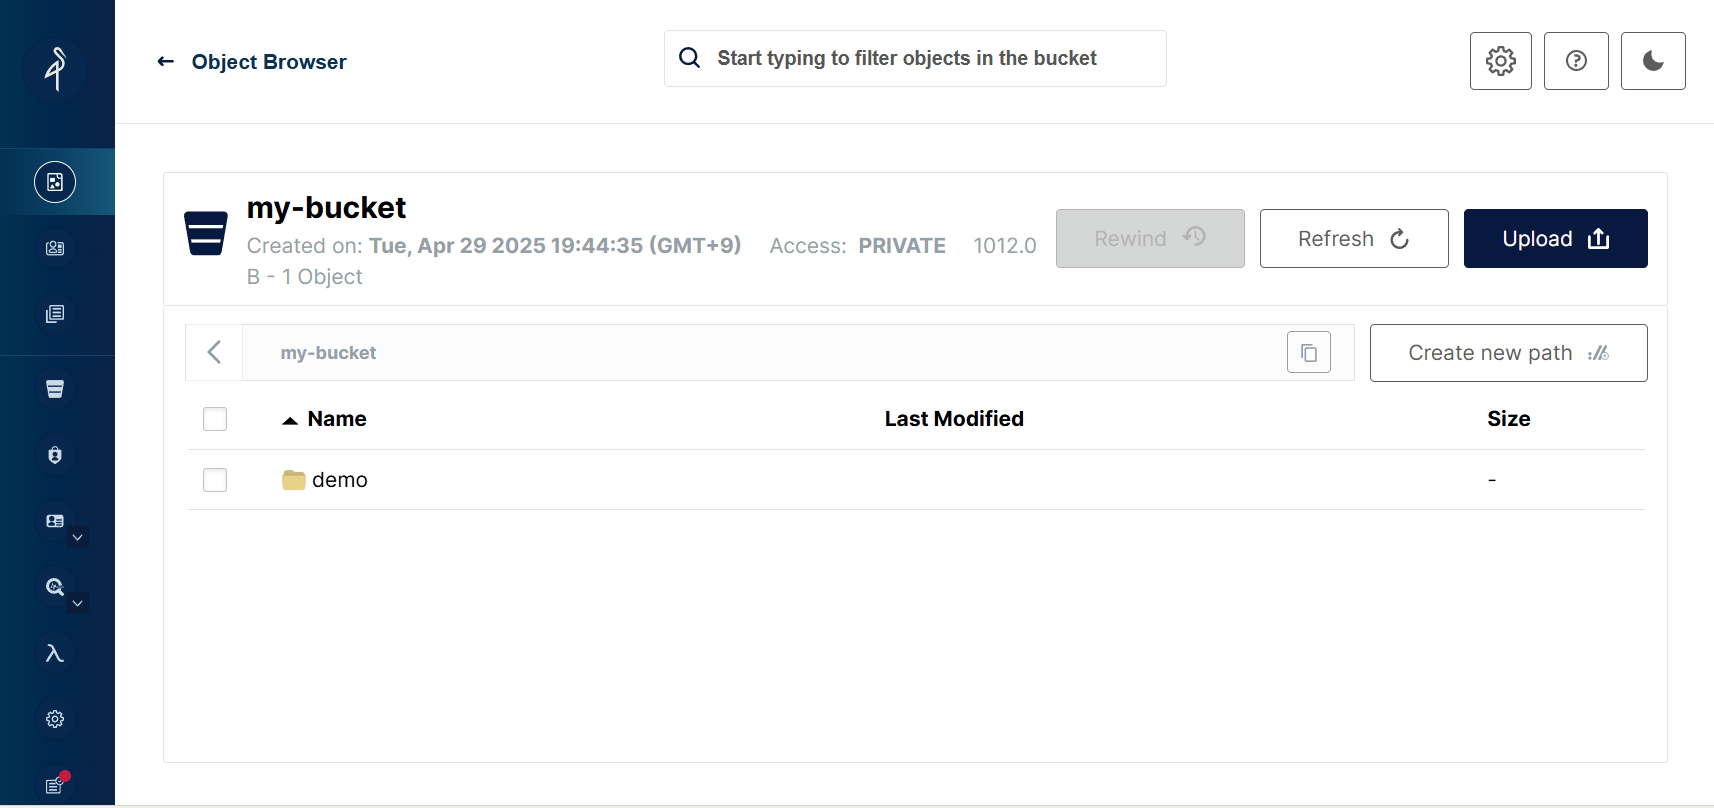 Object Browser
Start typing to filter objects in the bucket
my-bucket
Created on: Tue, Apr 29 2025 19:44:35 (GMT+9) Access: PRIVATE 1012.0
B - 1 Object
Rewind
Refresh
Upload
my-bucket
Create new path
Name Last Modified Size
demo -